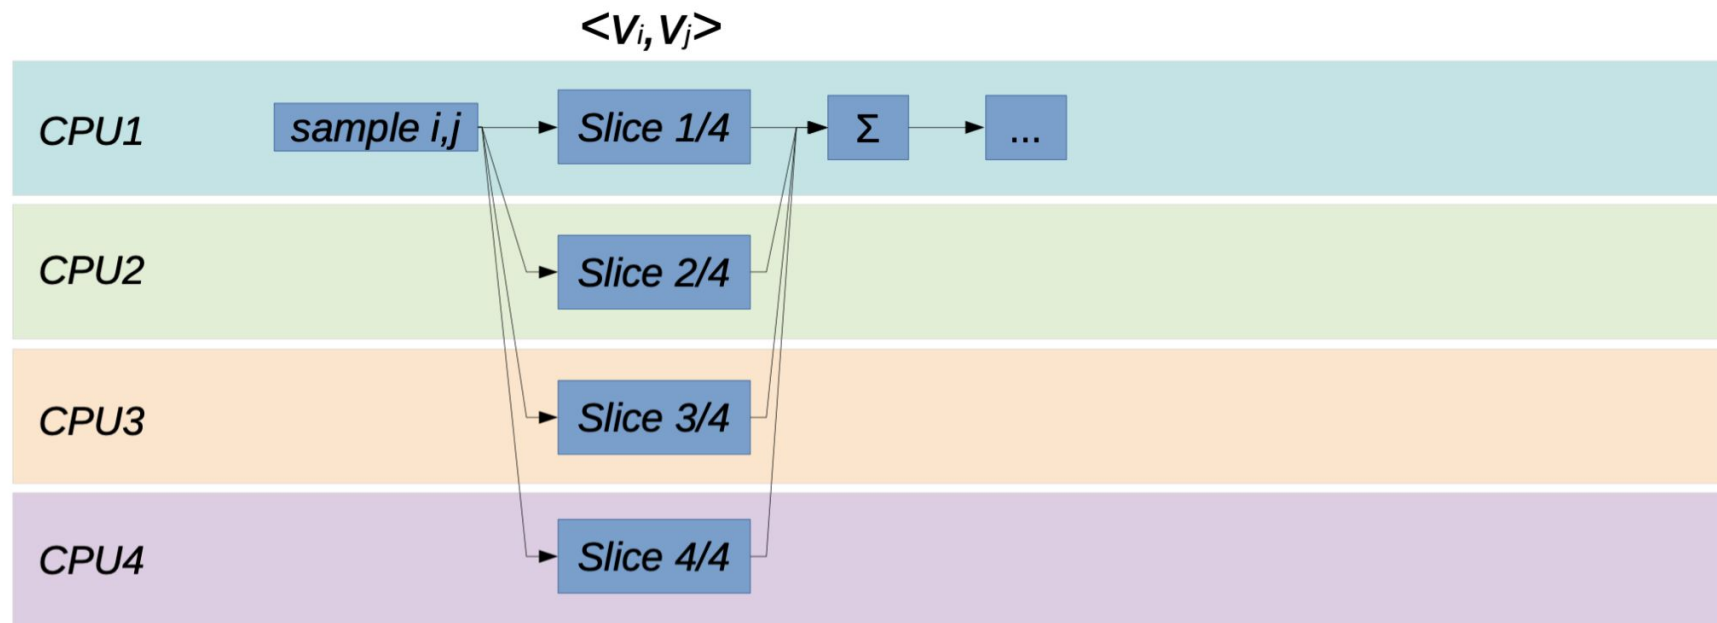 <vi,vj>
CPU1 sample i,j Slice 1/4 Σ ...
CPU2 Slice 2/4
CPU3 Slice 3/4
CPU4 Slice 4/4